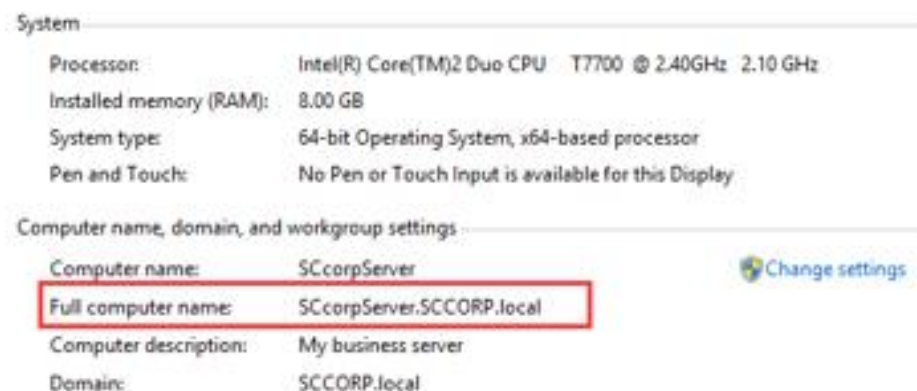 System
Processor: Intel(R) Core(TM)2 Duo CPU T7700 @ 2.40GHz 2.10 GHz
Installed memory (RAM): 8.00 GB
System type: 64-bit Operating System, x64-based processor
Pen and Touch: No Pen or Touch Input is available for this Display
Computer name, domain, and workgroup settings
Computer name: SCcorpServer Change settings
Full computer name: SCcorpServer.SCCORP.local
Computer description: My business server
Domain: SCCORP.local